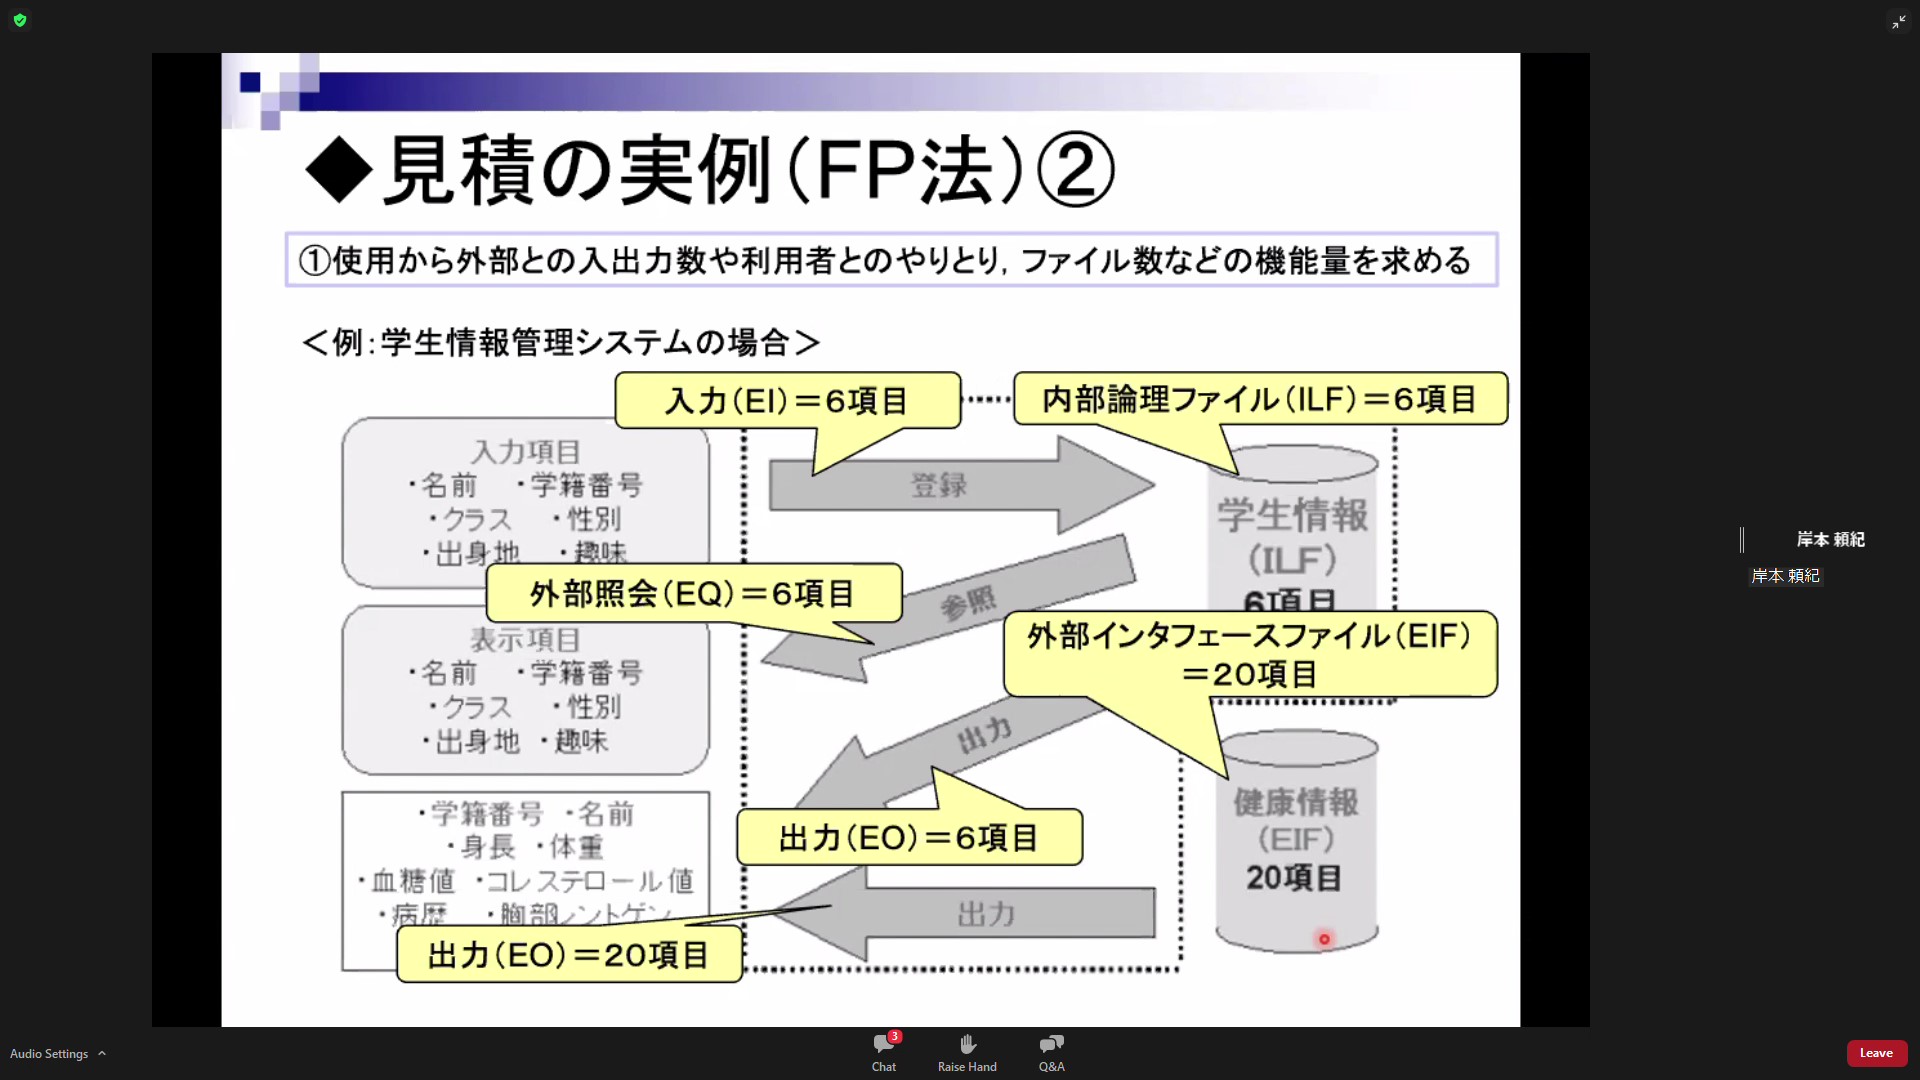 ◆見積の実例（FP法）②
①使用から外部との入出力数や利用者とのやりとり，ファイル数などの機能量を求める
＜例：学生情報管理システムの場合＞
入力（EI）＝6項目
内部論理ファイル（ILF）＝6項目
入力項目
・名前　・学籍番号
・クラス　・性別
・出身地　・趣味
登録
学生情報
（ILF）
6項目
外部照会（EQ）＝6項目
参照
外部インタフェースファイル（EIF）
＝20項目
表示項目
・名前　・学籍番号
・クラス　・性別
・出身地　・趣味
出力
出力（EO）＝6項目
健康情報
（EIF）
20項目
・学籍番号　・名前
・身長　・体重
・血糖値　・コレステロール値
・病歴　・胸部レントゲン
出力
出力（EO）＝20項目
岸本 頼紀
岸本 頼紀
Audio Settings
3
Chat
Raise Hand
Q&A
Leave